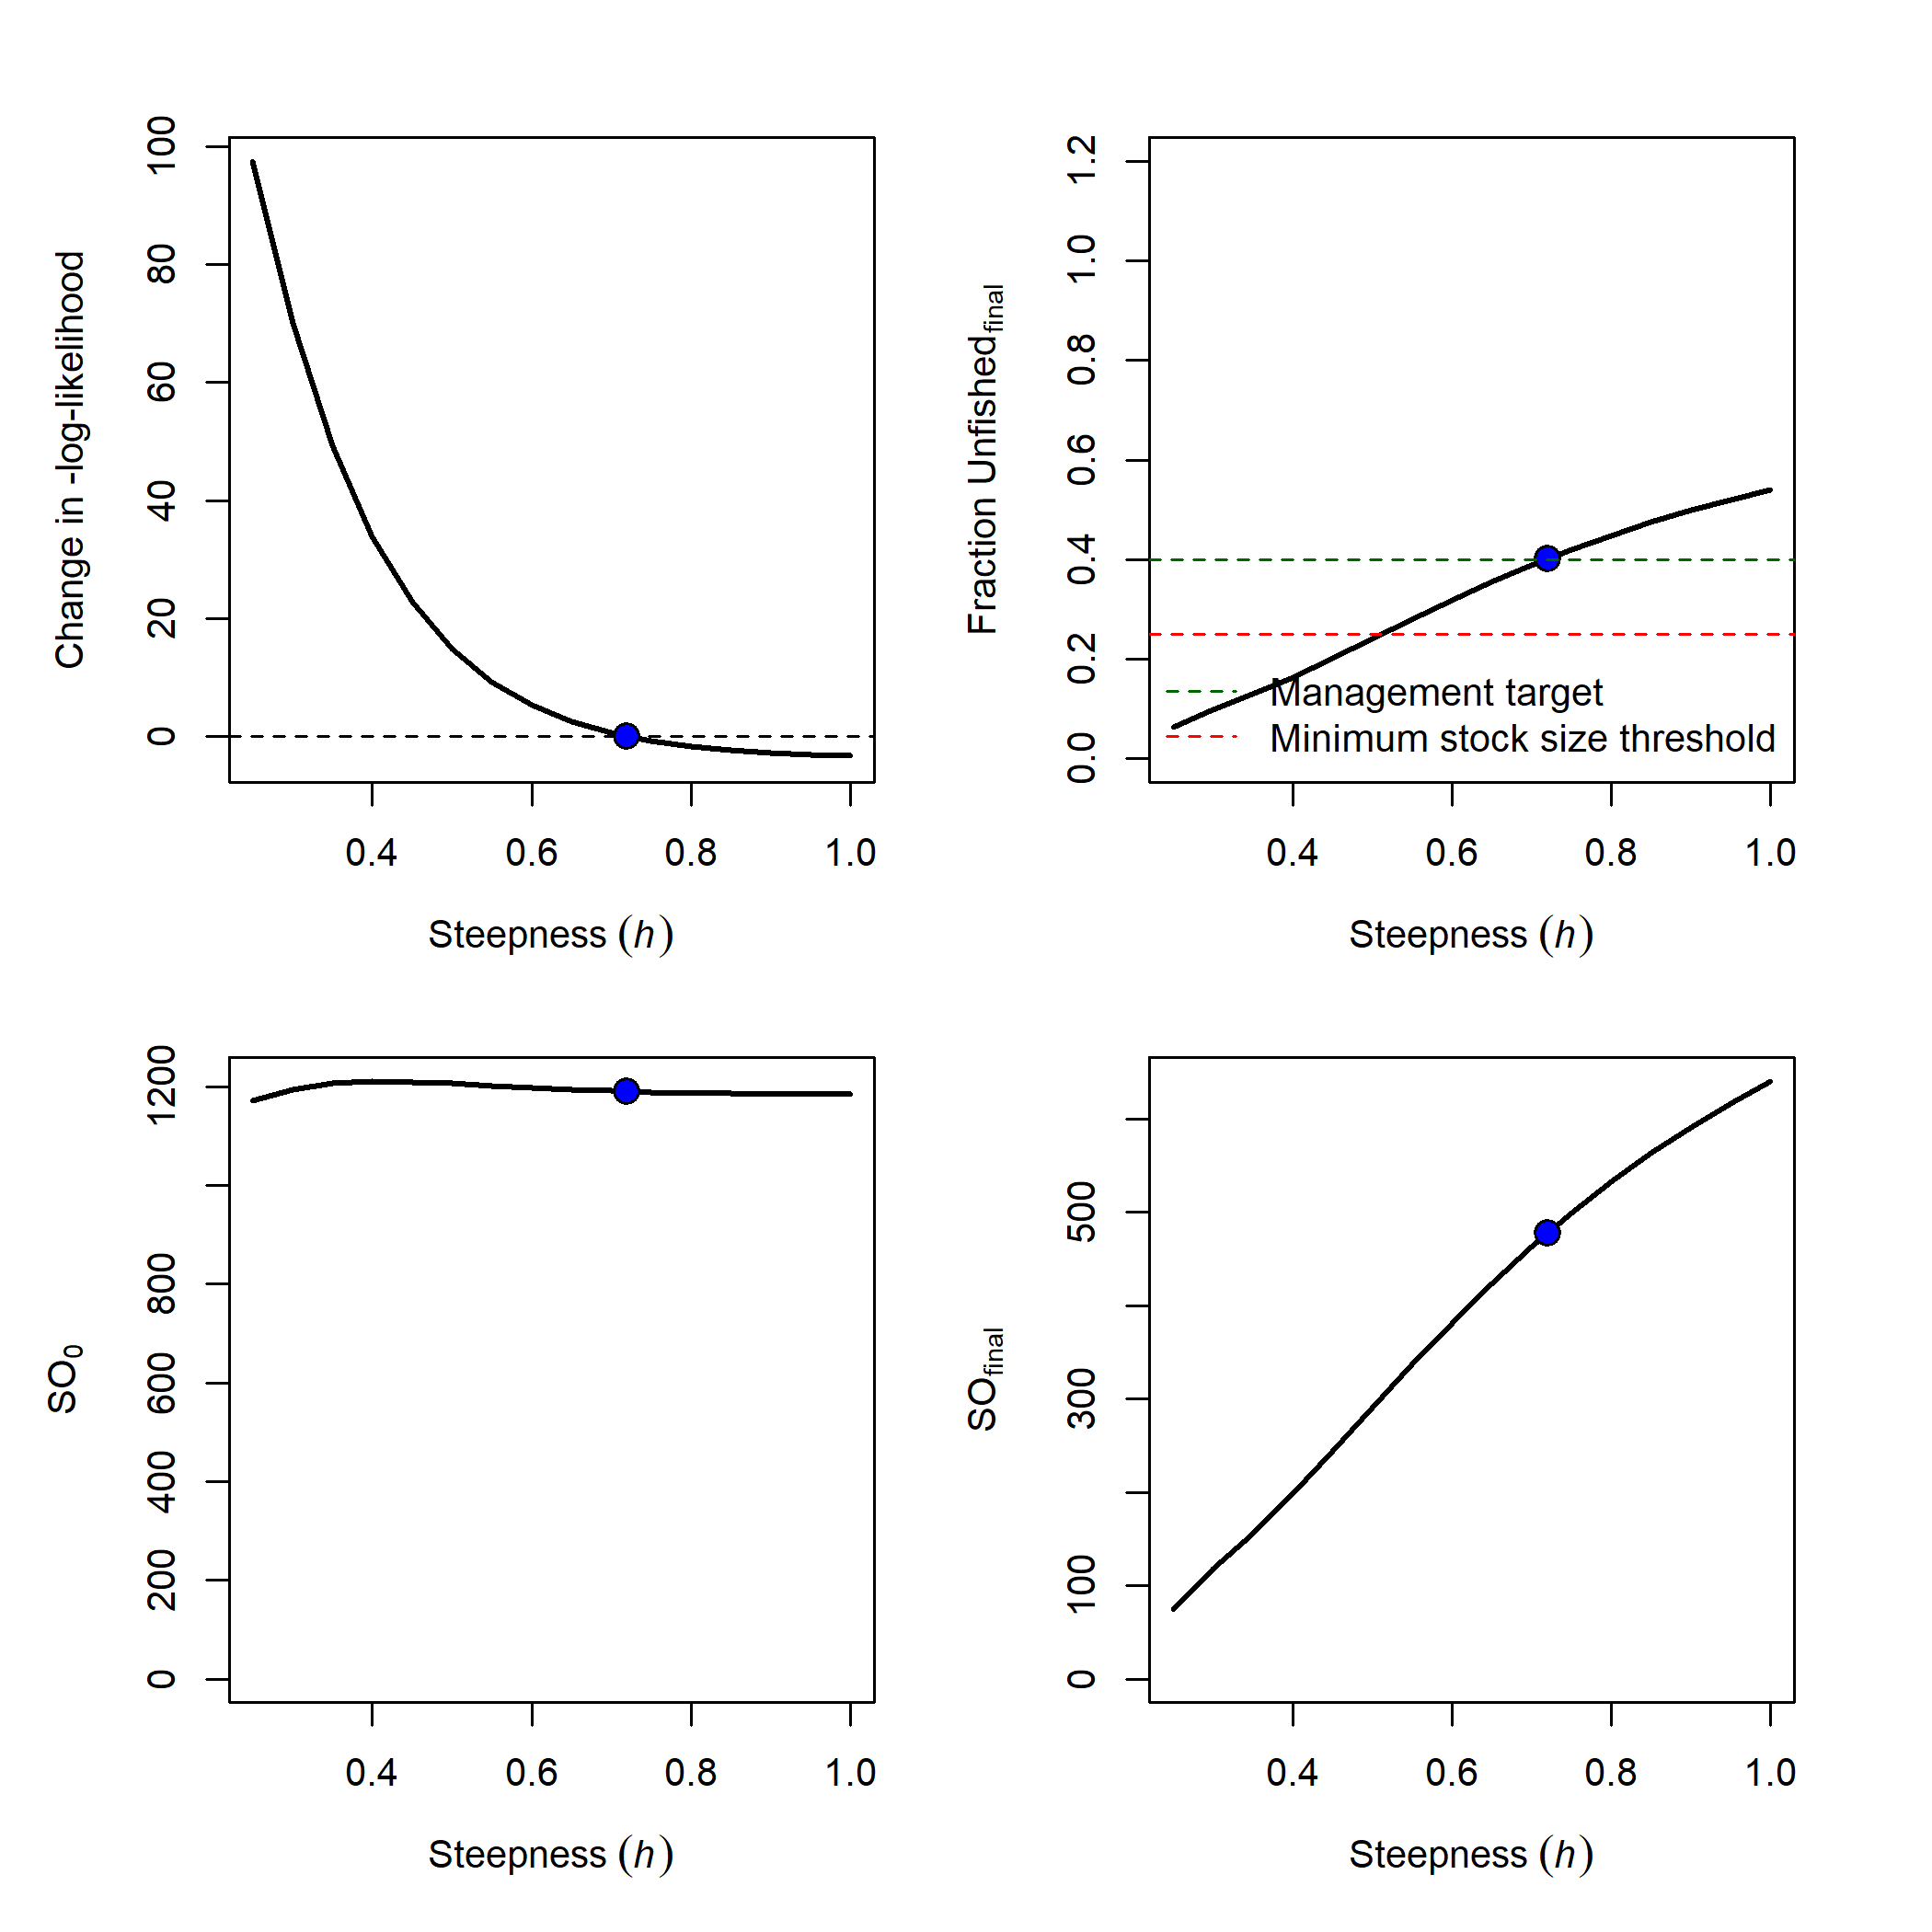 Change in -log-likelihood
0 20 40 60 80 100
0.4 0.6 0.8 1.0
Steepness (h)
Fraction Unfished final
0.0 0.2 0.4 0.6 0.8 1.0 1.2
Management target
Minimum stock size threshold
0.4 0.6 0.8 1.0
Steepness (h)
SO0
0 200 400 600 800 1200
0.4 0.6 0.8 1.0
Steepness (h)
SOfinal
0 100 300 500
0.4 0.6 0.8 1.0
Steepness (h)